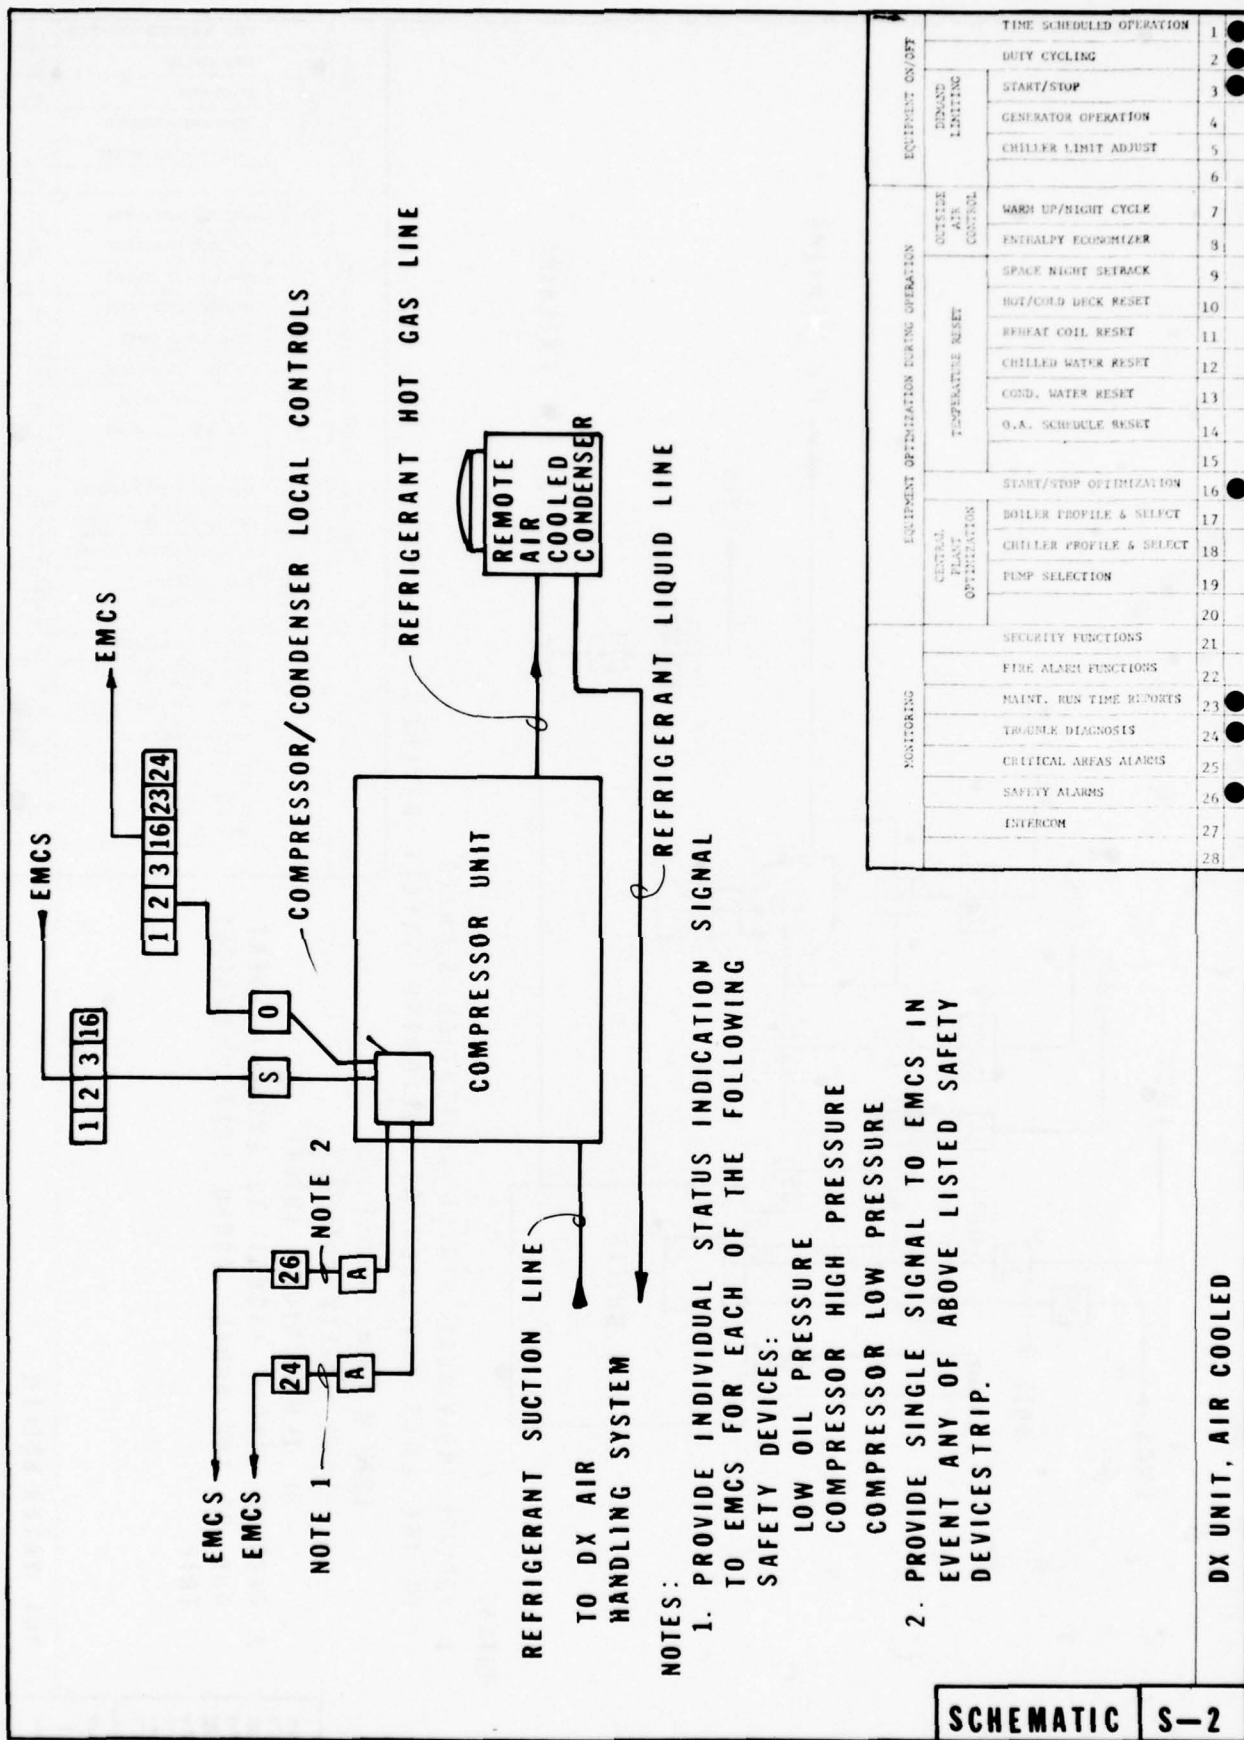 EMCS
1 2 3 16
EMCS
1 2 3 16 23 24
S
O
COMPRESSOR/CONDENSER LOCAL CONTROLS
EMCS
EMCS
26
24
NOTE 2
NOTE 1
A
A
COMPRESSOR UNIT
REFRIGERANT HOT GAS LINE
REMOTE
AIR
COOLED
CONDENSER
REFRIGERANT SUCTION LINE
TO DX AIR
HANDLING SYSTEM
REFRIGERANT LIQUID LINE
NOTES:
1. PROVIDE INDIVIDUAL STATUS INDICATION SIGNAL
TO EMCS FOR EACH OF THE FOLLOWING
SAFETY DEVICES:
LOW OIL PRESSURE
COMPRESSOR HIGH PRESSURE
COMPRESSOR LOW PRESSURE
2. PROVIDE SINGLE SIGNAL TO EMCS IN
EVENT ANY OF ABOVE LISTED SAFETY
DEVICES TRIP.
EQUIPMENT ON/OFF
TIME SCHEDULED OPERATION 1
DUTY CYCLING 2
DEMAND
LIMITING
START/STOP 3
GENERATOR OPERATION 4
CHILLER LIMIT ADJUST 5
6
EQUIPMENT OPTIMIZATION DURING OPERATION
OUTSIDE
AIR
CONTROL
WARM UP/NIGHT CYCLE 7
ENTHALPY ECONOMIZER 8
TEMPERATURE RESET
SPACE NIGHT SETBACK 9
HOT/COLD DECK RESET 10
REHEAT COIL RESET 11
CHILLED WATER RESET 12
COND. WATER RESET 13
O.A. SCHEDULE RESET 14
15
START/STOP OPTIMIZATION 16
CENTRAL
PLANT
OPTIMIZATION
BOILER PROFILE & SELECT 17
CHILLER PROFILE & SELECT 18
PUMP SELECTION 19
20
MONITORING
SECURITY FUNCTIONS 21
FIRE ALARM FUNCTIONS 22
MAINT. RUN TIME REPORTS 23
TROUBLE DIAGNOSIS 24
CRITICAL AREAS ALARMS 25
SAFETY ALARMS 26
INTERCOM 27
28
DX UNIT, AIR COOLED
SCHEMATIC S-2